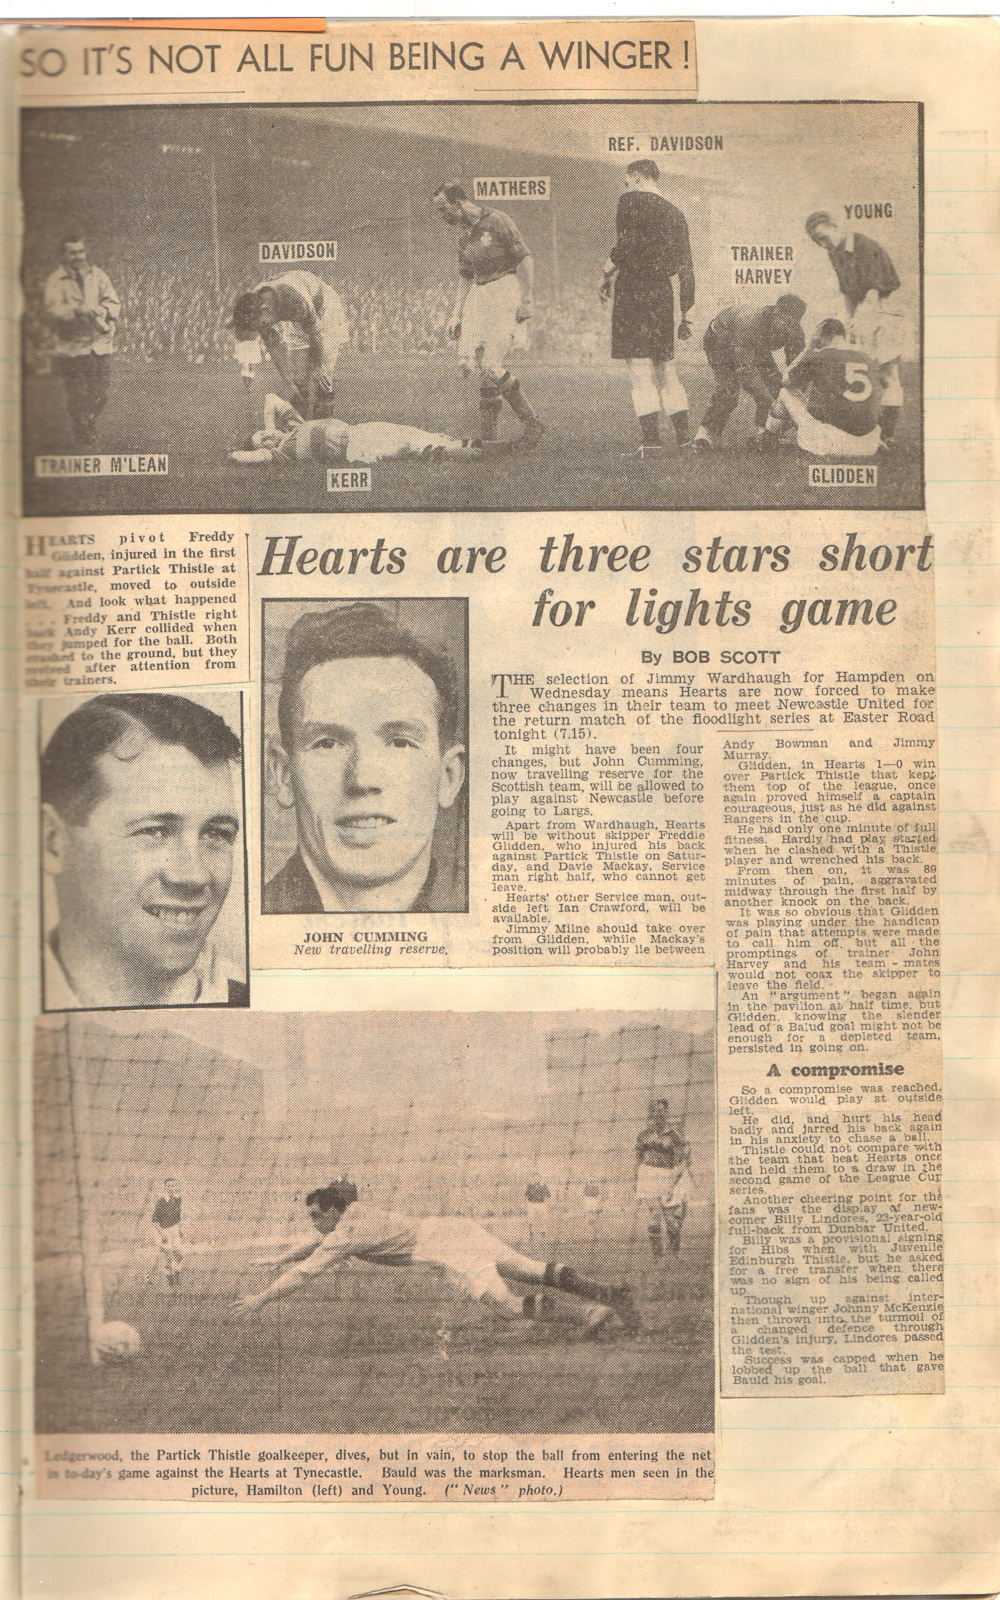 SO IT'S NOT ALL FUN BEING A WINGER!
REF. DAVIDSON
MATHERS
YOUNG
DAVIDSON
TRAINER
HARVEY
TRAINER M'LEAN
KERR
GLIDDEN
5
HEARTS pivot Freddy
Glidden, injured in the first
half against Partick Thistle at
Tynecastle, moved to outside
left. And look what happened
. . . Freddy and Thistle right
back Andy Kerr collided when
they jumped for the ball. Both
crashed to the ground, but they
revived after attention from
their trainers.
Hearts are three stars short
for lights game
By BOB SCOTT
THE selection of Jimmy Wardhaugh for Hampden on
Wednesday means Hearts are now forced to make
three changes in their team to meet Newcastle United for
the return match of the floodlight series at Easter Road
tonight (7.15).
It might have been four
changes, but John Cumming,
now travelling reserve for the
Scottish team, will be allowed to
play against Newcastle before
going to Largs.
Apart from Wardhaugh, Hearts
will be without skipper Freddie
Glidden, who injured his back
against Partick Thistle on Satur-
day, and Davie Mackay, Service
man right half, who cannot get
leave.
Hearts' other Service man, out-
side left Ian Crawford, will be
available.
Jimmy Milne should take over
from Glidden, while Mackay's
position will probably lie between
JOHN CUMMING
New travelling reserve.
Andy Bowman and Jimmy
Murray.
Glidden, in Hearts 1—0 win
over Partick Thistle that kept
them top of the league, once
again proved himself a captain
courageous, just as he did against
Rangers in the cup.
He had only one minute of full
fitness. Hardly had play started
when he clashed with a Thistle
player and wrenched his back.
From then on, it was 89
minutes of pain, aggravated
midway through the first half by
another knock on the back.
It was so obvious that Glidden
was playing under the handicap
of pain that attempts were made
to call him off, but all the
promptings of trainer John
Harvey and his team-mates
would not coax the skipper to
leave the field.
An "argument" began again
in the pavilion at half time, but
Glidden, knowing the slender
lead of a Balud goal might not be
enough for a depleted team,
persisted in going on.
A compromise
So a compromise was reached.
Glidden would play at outside
left.
He did, and hurt his head
badly and jarred his back again
in his anxiety to chase a ball.
Thistle could not compare with
the team that beat Hearts once
and held them to a draw in the
second game of the League Cup
series.
Another cheering point for the
fans was the display of new-
comer Billy Lindores, 23-year-old
full-back from Dunbar United.
Billy was a provisional signing
for Hibs when with Juvenile
Edinburgh Thistle, but he asked
for a free transfer when there
was no sign of his being called
up.
Though up against inter-
national winger Johnny McKenzie
then thrown into the turmoil of
a changed defence through
Glidden's injury, Lindores passed
the test.
Success was capped when he
lobbed up the ball that gave
Bauld his goal.
Ledgerwood, the Partick Thistle goalkeeper, dives, but in vain, to stop the ball from entering the net
in to-day's game against the Hearts at Tynecastle. Bauld was the marksman. Hearts men seen in the
picture, Hamilton (left) and Young. ("News" photo.)